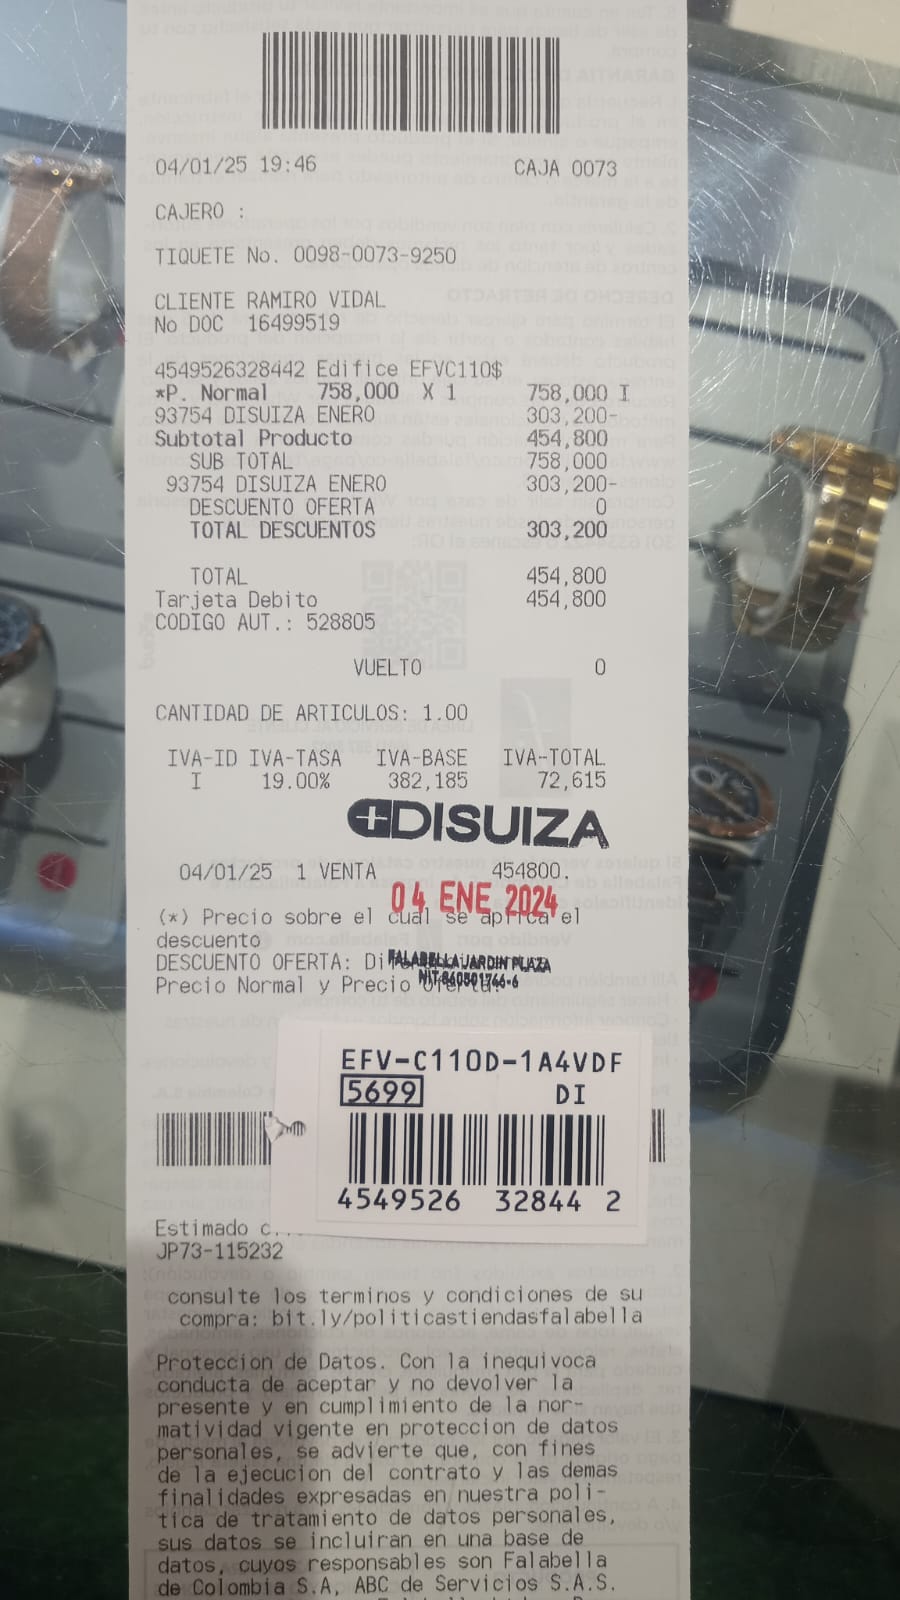 04/01/25 19:46 CAJA 0073
CAJERO :
TIQUETE No. 0098-0073-9250
CLIENTE RAMIRO VIDAL
No DOC 16499519
4549526328442 Edifice EFVC110$
*P. Normal 758,000 X 1 758,000 I
93754 DISUIZA ENERO 303,200-
Subtotal Producto 454,800
SUB TOTAL 758,000
93754 DISUIZA ENERO 303,200-
DESCUENTO OFERTA 0
TOTAL DESCUENTOS 303,200
TOTAL 454,800
Tarjeta Debito 454,800
CODIGO AUT.: 528805
VUELTO 0
CANTIDAD DE ARTICULOS: 1.00
IVA-ID IVA-TASA IVA-BASE IVA-TOTAL
I 19.00% 382,185 72,615
DISUIZA
04/01/25 1 VENTA 454800.
04 ENE 2024
(*) Precio sobre el cual se aplica el
descuento
DESCUENTO OFERTA:
FALABELLA JARDIN PLAZA
Precio Normal y Precio
NIT. 860501746-6
EFV-C110D-1A4VDF
5699 DI
4549526 32844 2
Estimado
JP73-115232
consulte los terminos y condiciones de su
compra: bit.ly/politicastiendasfalabella
Proteccion de Datos. Con la inequivoca
conducta de aceptar y no devolver la
presente y en cumplimiento de la nor-
matividad vigente en proteccion de datos
personales, se advierte que, con fines
de la ejecucion del contrato y las demas
finalidades expresadas en nuestra poli-
tica de tratamiento de datos personales,
sus datos se incluiran en una base de
datos, cuyos responsables son Falabella
de Colombia S.A, ABC de Servicios S.A.S.